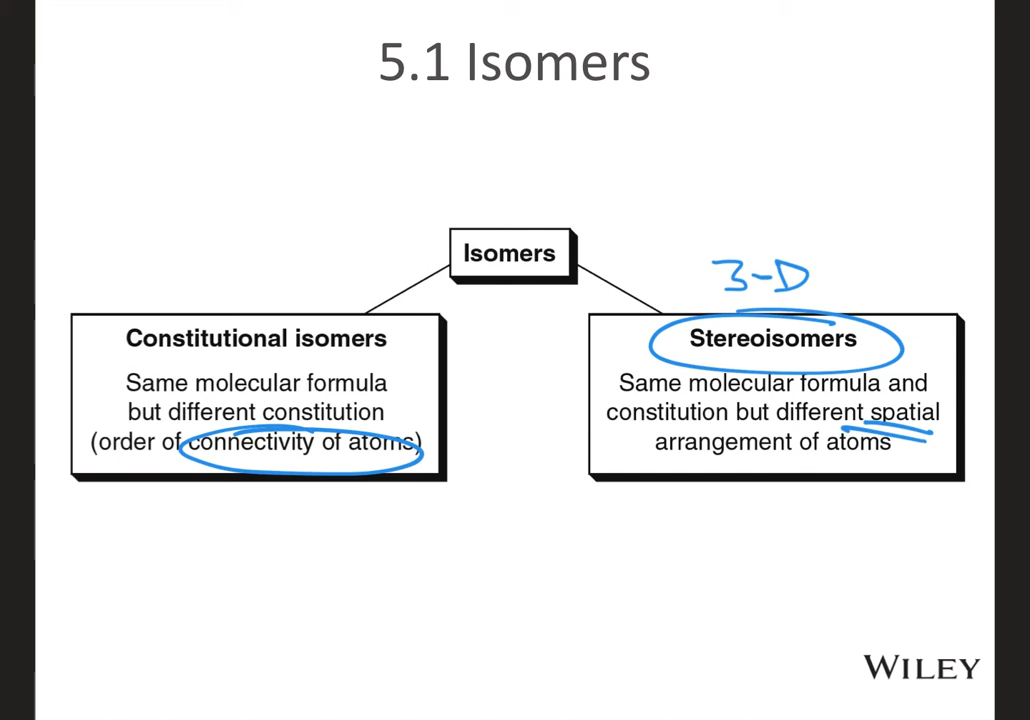 5.1 Isomers
Isomers
3-D
Constitutional isomers
Same molecular formula
but different constitution
(order of connectivity of atoms)
Stereoisomers
Same molecular formula and
constitution but different spatial
arrangement of atoms
WILEY